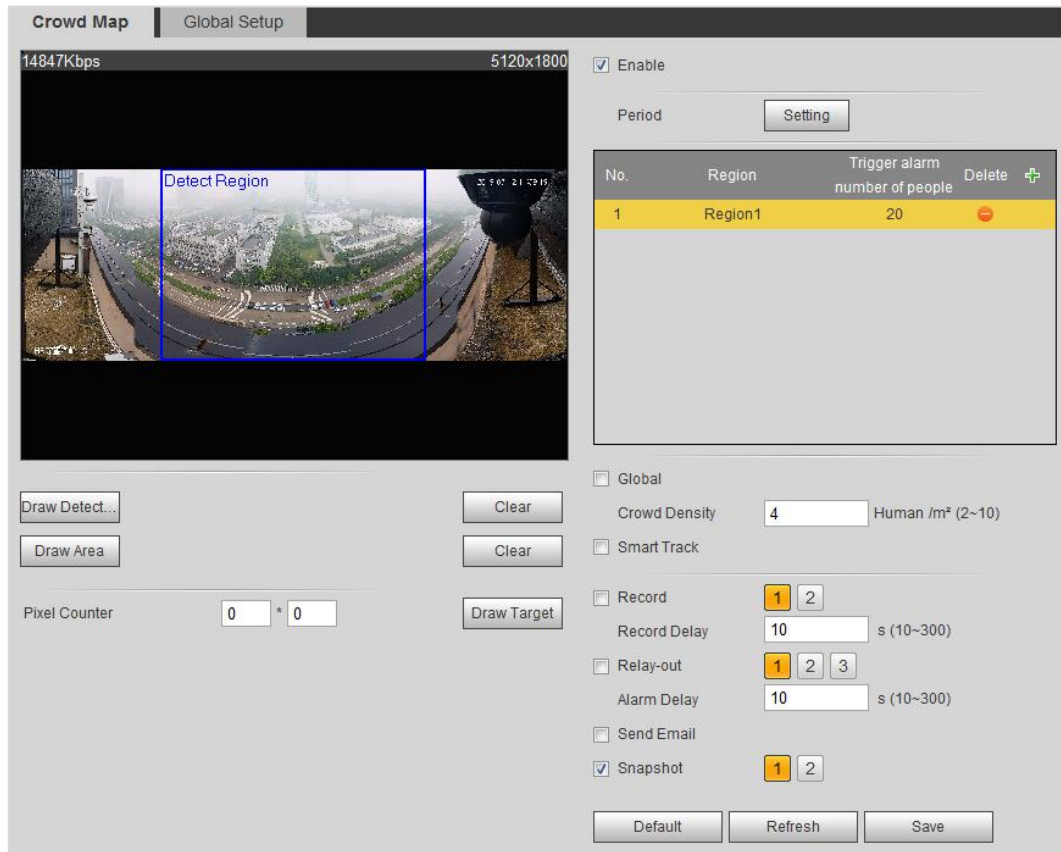 Crowd Map
Global Setup
14847Kbps
5120x1800
Detect Region
Draw Detect...
Clear
Draw Area
Clear
Pixel Counter
0 * 0
Draw Target
Enable
Period
Setting
No. Region Trigger alarm number of people Delete
1 Region1 20
Global
Crowd Density 4 Human /m² (2~10)
Smart Track
Record 1 2
Record Delay 10 s (10~300)
Relay-out 1 2 3
Alarm Delay 10 s (10~300)
Send Email
Snapshot 1 2
Default Refresh Save